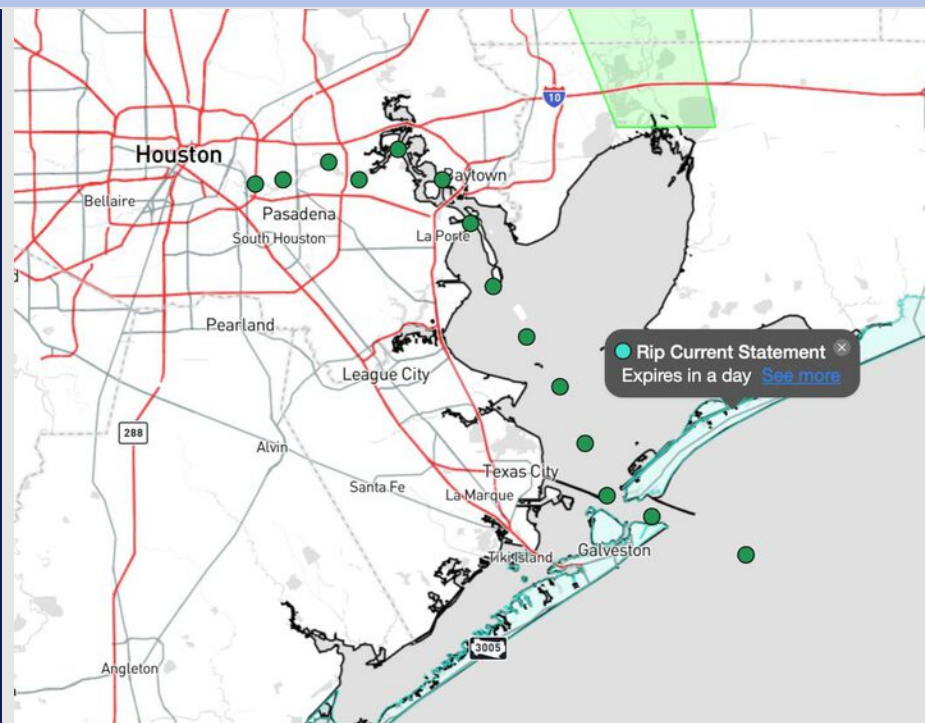 10
Houston
Baytown
Bellaire
Pasadena
South Houston
La Porte
Pearland
Rip Current Statement
Expires in a day See more
League City
288
Alvin
Texas City
Santa Fe
La Marque
Tiki Island
Galveston
3005
Angleton